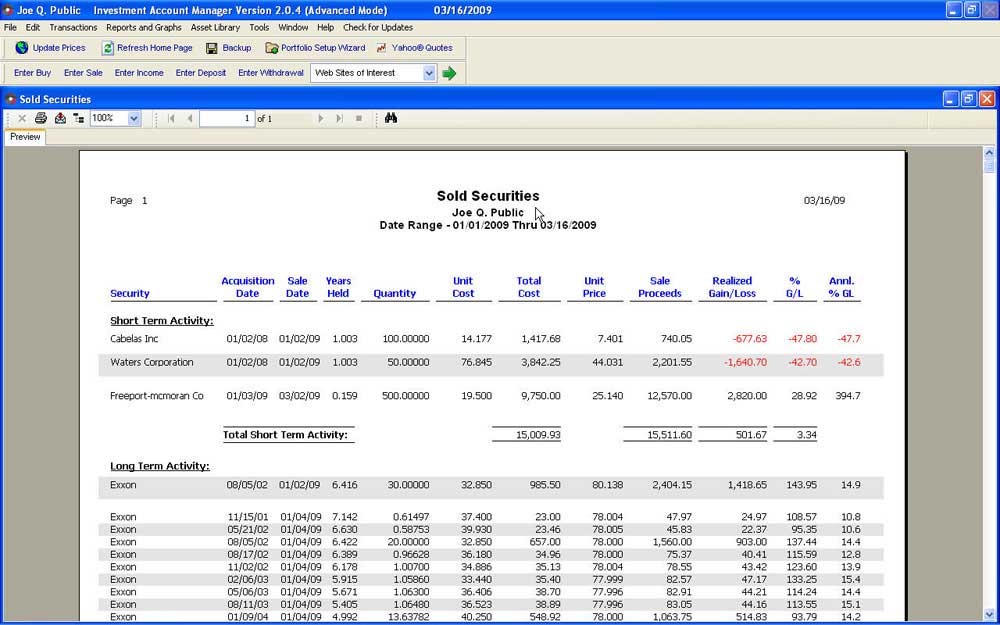 Joe Q. Public Investment Account Manager Version 2.0.4 (Advanced Mode) 03/16/2009
File Edit Transactions Reports and Graphs Asset Library Tools Window Help Check for Updates
Update Prices Refresh Home Page Backup Portfolio Setup Wizard Yahoo® Quotes
Enter Buy Enter Sale Enter Income Enter Deposit Enter Withdrawal Web Sites of Interest
Sold Securities
100% 1 of 1
Preview
Sold Securities
Page 1 03/16/09
Joe Q. Public
Date Range - 01/01/2009 Thru 03/16/2009
Acquisition Sale Years Unit Total Unit Sale Realized % Annl.
Security Date Date Held Quantity Cost Cost Price Proceeds Gain/Loss G/L % GL
Short Term Activity:
Cabelas Inc 01/02/08 01/02/09 1.003 100.00000 14.177 1,417.68 7.401 740.05 -677.63 -47.80 -47.7
Waters Corporation 01/02/08 01/02/09 1.003 50.00000 76.845 3,842.25 44.031 2,201.55 -1,640.70 -42.70 -42.6
Freeport-mcmoran Co 01/03/09 03/02/09 0.159 500.00000 19.500 9,750.00 25.140 12,570.00 2,820.00 28.92 394.7
Total Short Term Activity: 15,009.93 15,511.60 501.67 3.34
Long Term Activity:
Exxon 08/05/02 01/02/09 6.416 30.00000 32.850 985.50 80.138 2,404.15 1,418.65 143.95 14.9
Exxon 11/15/01 01/04/09 7.142 0.61497 37.400 23.00 78.004 47.97 24.97 108.57 10.8
Exxon 05/21/02 01/04/09 6.630 0.58753 39.930 23.46 78.005 45.83 22.37 95.35 10.6
Exxon 08/05/02 01/04/09 6.422 20.00000 32.850 657.00 78.000 1,560.00 903.00 137.44 14.4
Exxon 08/17/02 01/04/09 6.389 0.96628 36.180 34.96 78.000 75.37 40.41 115.59 12.8
Exxon 11/02/02 01/04/09 6.178 1.00700 34.886 35.13 78.004 78.55 43.42 123.60 13.9
Exxon 02/06/03 01/04/09 5.915 1.05860 33.440 35.40 77.999 82.57 47.17 133.25 15.4
Exxon 05/06/03 01/04/09 5.671 1.06300 36.406 38.70 77.996 82.91 44.21 114.24 14.4
Exxon 08/11/03 01/04/09 5.405 1.06480 36.523 38.89 77.996 83.05 44.16 113.55 15.1
Exxon 01/09/04 01/04/09 4.992 13.63782 40.250 548.92 78.000 1,063.75 514.83 93.79 14.2